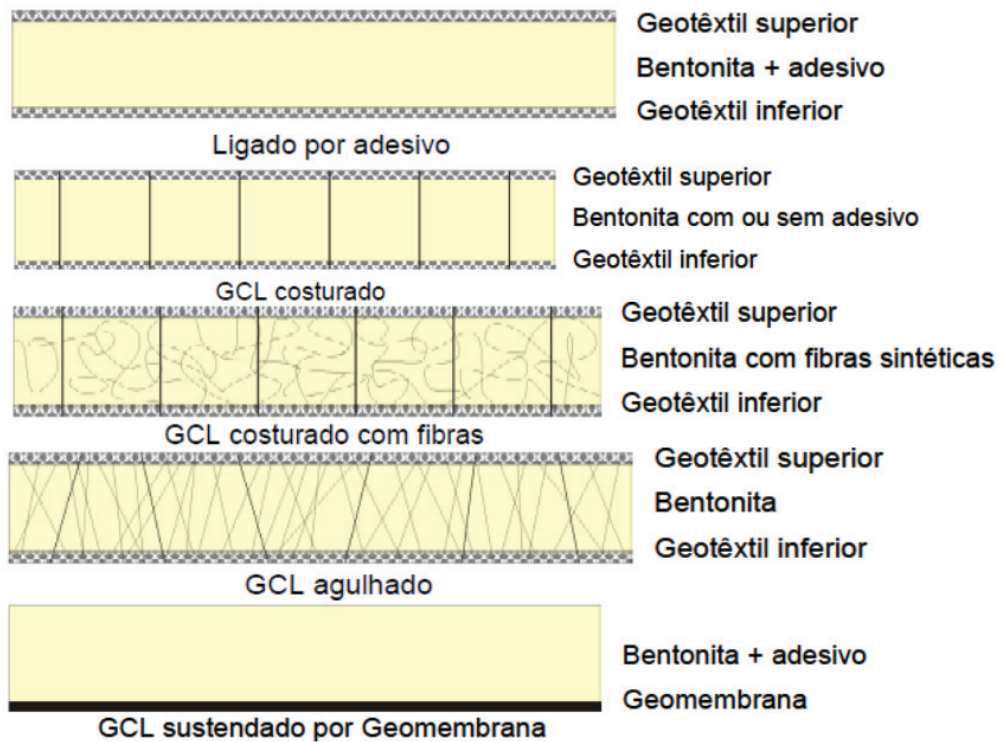 Geotêxtil superior
Bentonita + adesivo
Geotêxtil inferior
Ligado por adesivo
Geotêxtil superior
Bentonita com ou sem adesivo
Geotêxtil inferior
GCL costurado
Geotêxtil superior
Bentonita com fibras sintéticas
Geotêxtil inferior
GCL costurado com fibras
Geotêxtil superior
Bentonita
Geotêxtil inferior
GCL agulhado
Bentonita + adesivo
Geomembrana
GCL sustendado por Geomembrana